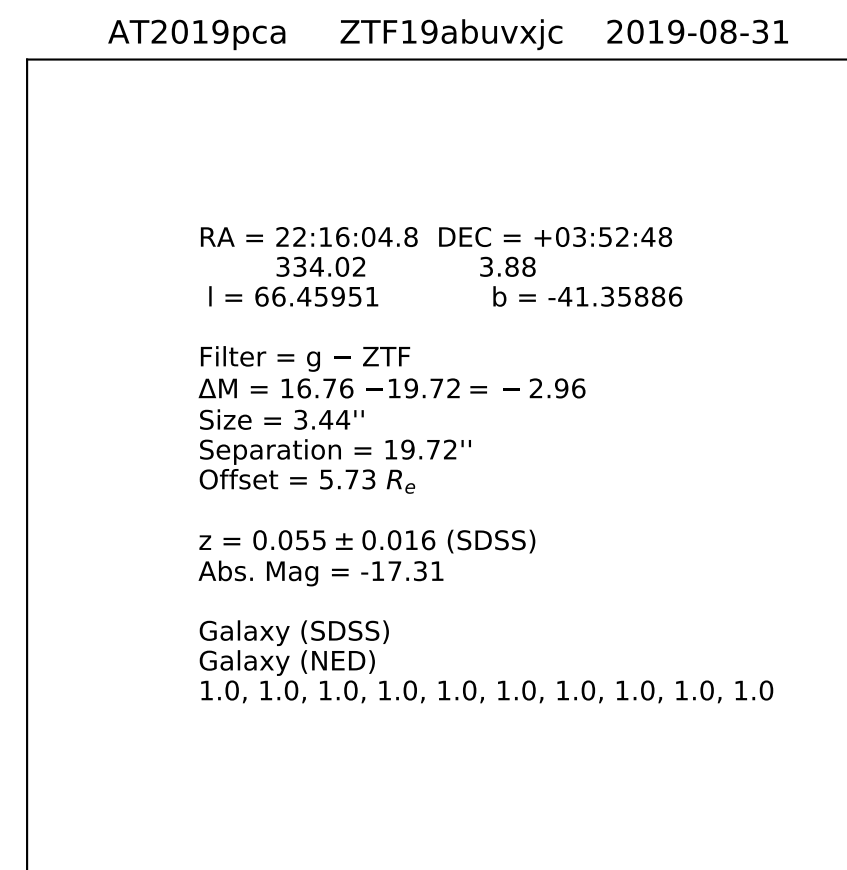 AT2019pca ZTF19abuvxjc 2019-08-31
RA = 22:16:04.8 DEC = +03:52:48
334.02 3.88
l = 66.45951 b = -41.35886
Filter = g − ZTF
ΔM = 16.76 −19.72 = − 2.96
Size = 3.44''
Separation = 19.72''
Offset = 5.73 Re
z = 0.055 ± 0.016 (SDSS)
Abs. Mag = -17.31
Galaxy (SDSS)
Galaxy (NED)
1.0, 1.0, 1.0, 1.0, 1.0, 1.0, 1.0, 1.0, 1.0, 1.0